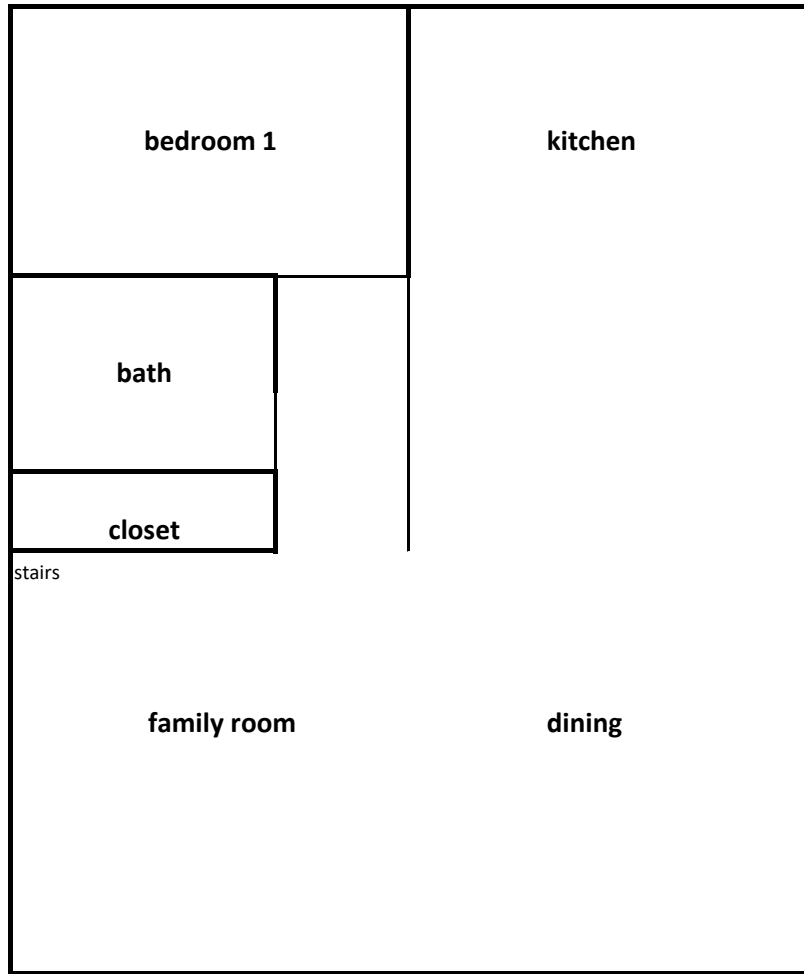 bedroom 1
kitchen
bath
closet
stairs
family room
dining